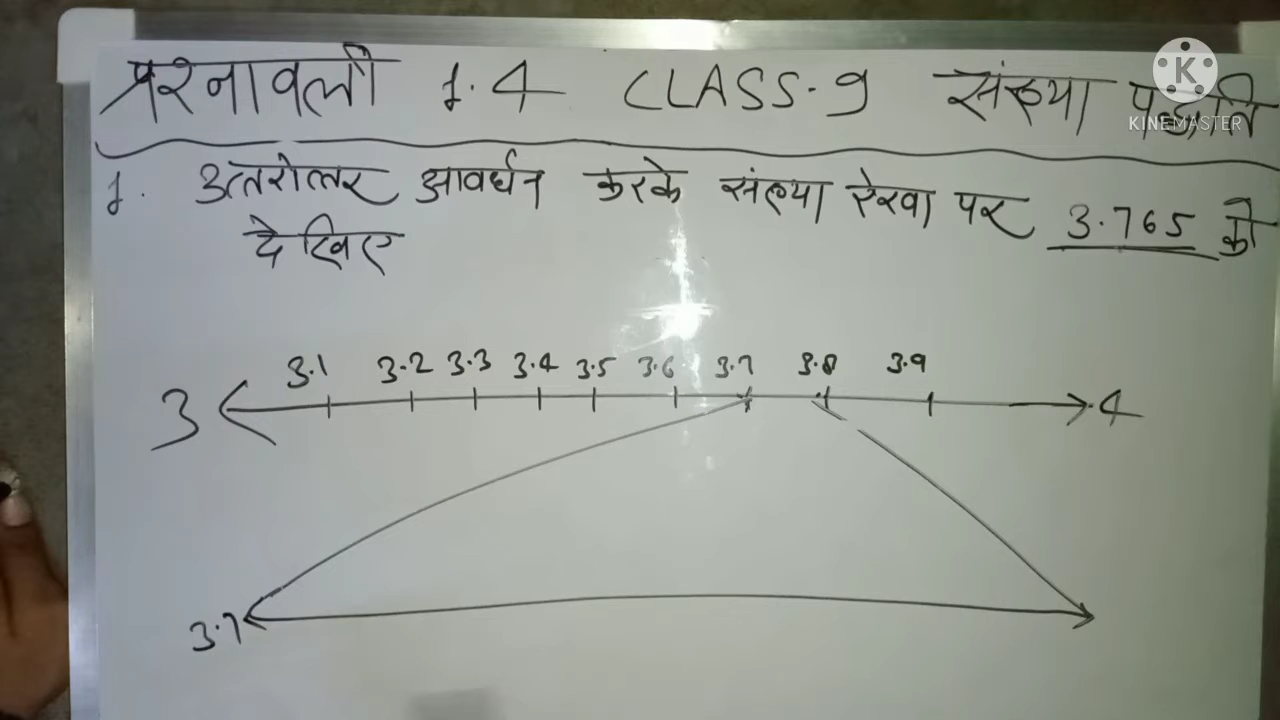 प्रश्नावली 1.4 CLASS-9 संख्या पद्धति
K
KINEMASTER
1. उत्तरोत्तर आवर्धन करके संख्या रेखा पर 3.765 को
देखिए
3.1 3.2 3.3 3.4 3.5 3.6 3.7 3.8 3.9
3 4
3.7